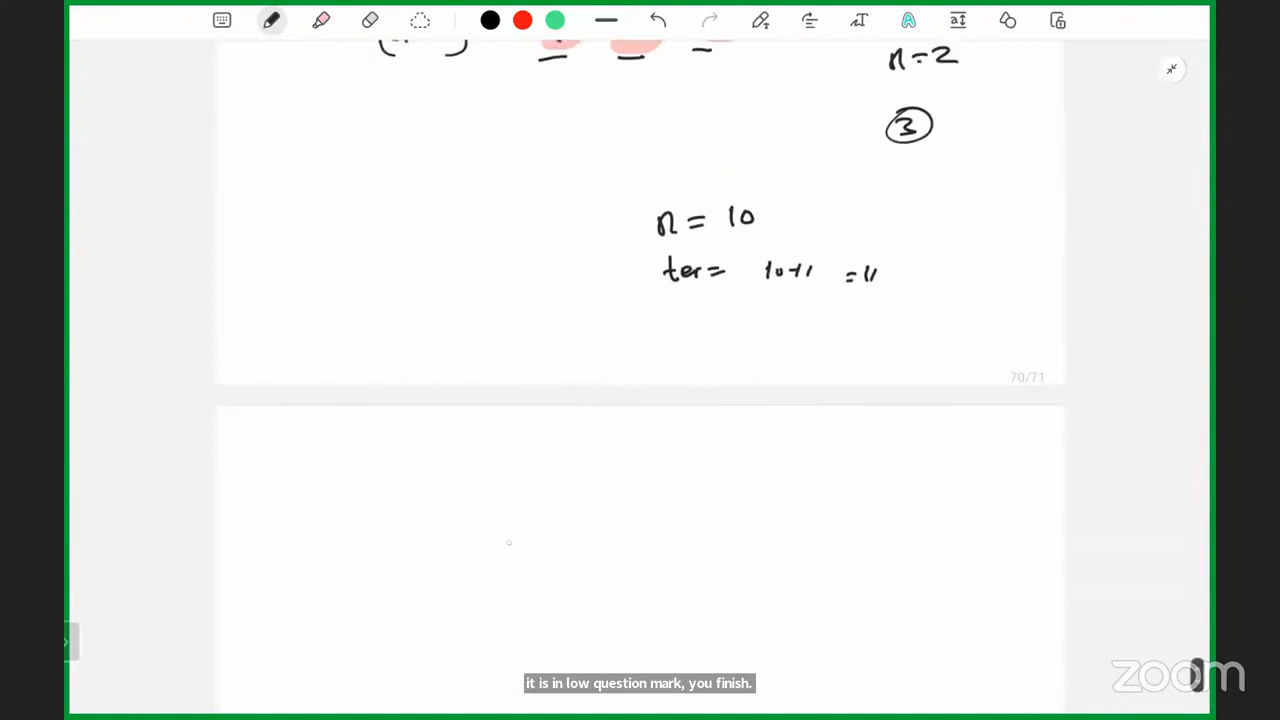 n=2
3
n = 10
ter = 10+1 = 11
70/71
it is in low question mark, you finish.
zoom